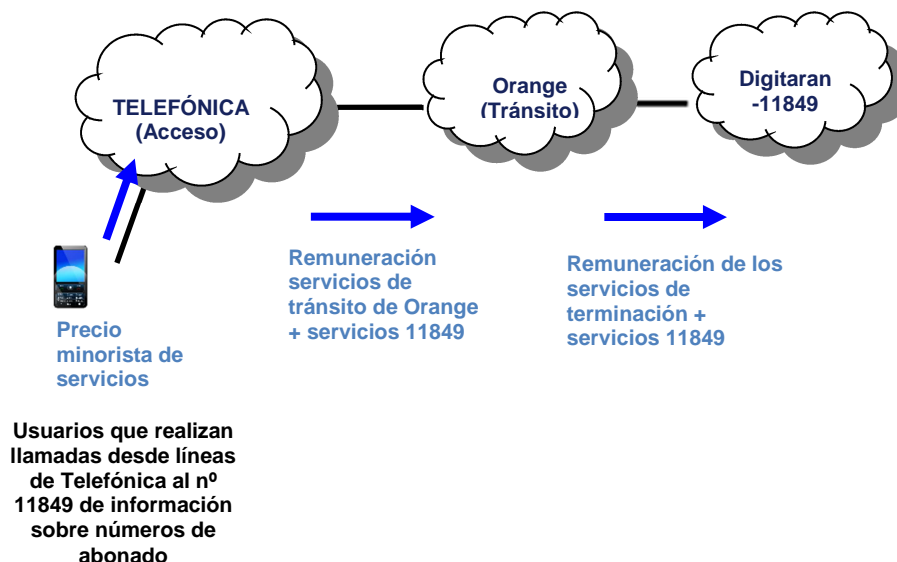 TELEFÓNICA
(Acceso)
Orange
(Tránsito)
Digitaran
-11849
Remuneración
servicios de
tránsito de Orange
+ servicios 11849
Remuneración de los
servicios de
terminación +
servicios 11849
Precio
minorista de
servicios
Usuarios que realizan
llamadas desde líneas
de Telefónica al nº
11849 de información
sobre números de
abonado